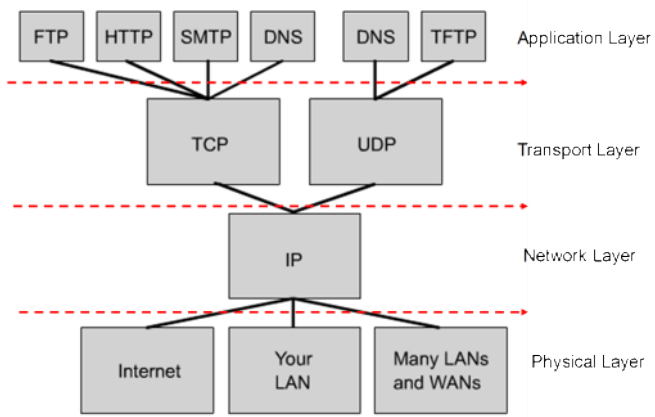 FTP HTTP SMTP DNS DNS TFTP Application Layer
TCP UDP Transport Layer
IP Network Layer
Internet Your LAN Many LANs and WANs Physical Layer